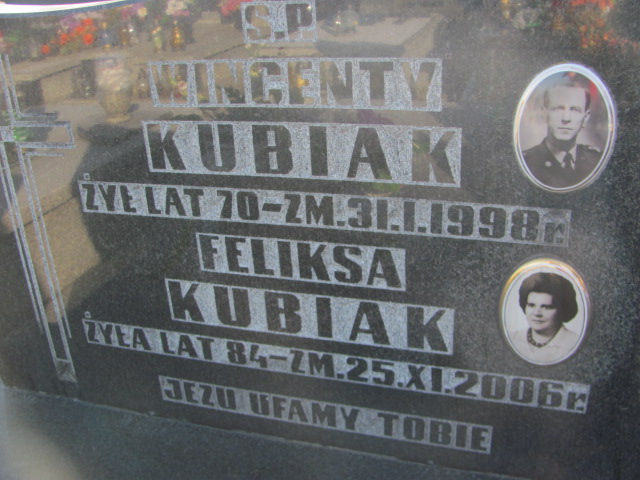 Ś.P
WINCENTY
KUBIAK
ŻYŁ LAT 70-ZM.31.I.1998r.
FELIKSA
KUBIAK
ŻYŁA LAT 84-ZM.25.XI.2006r.
JEZU UFAMY TOBIE